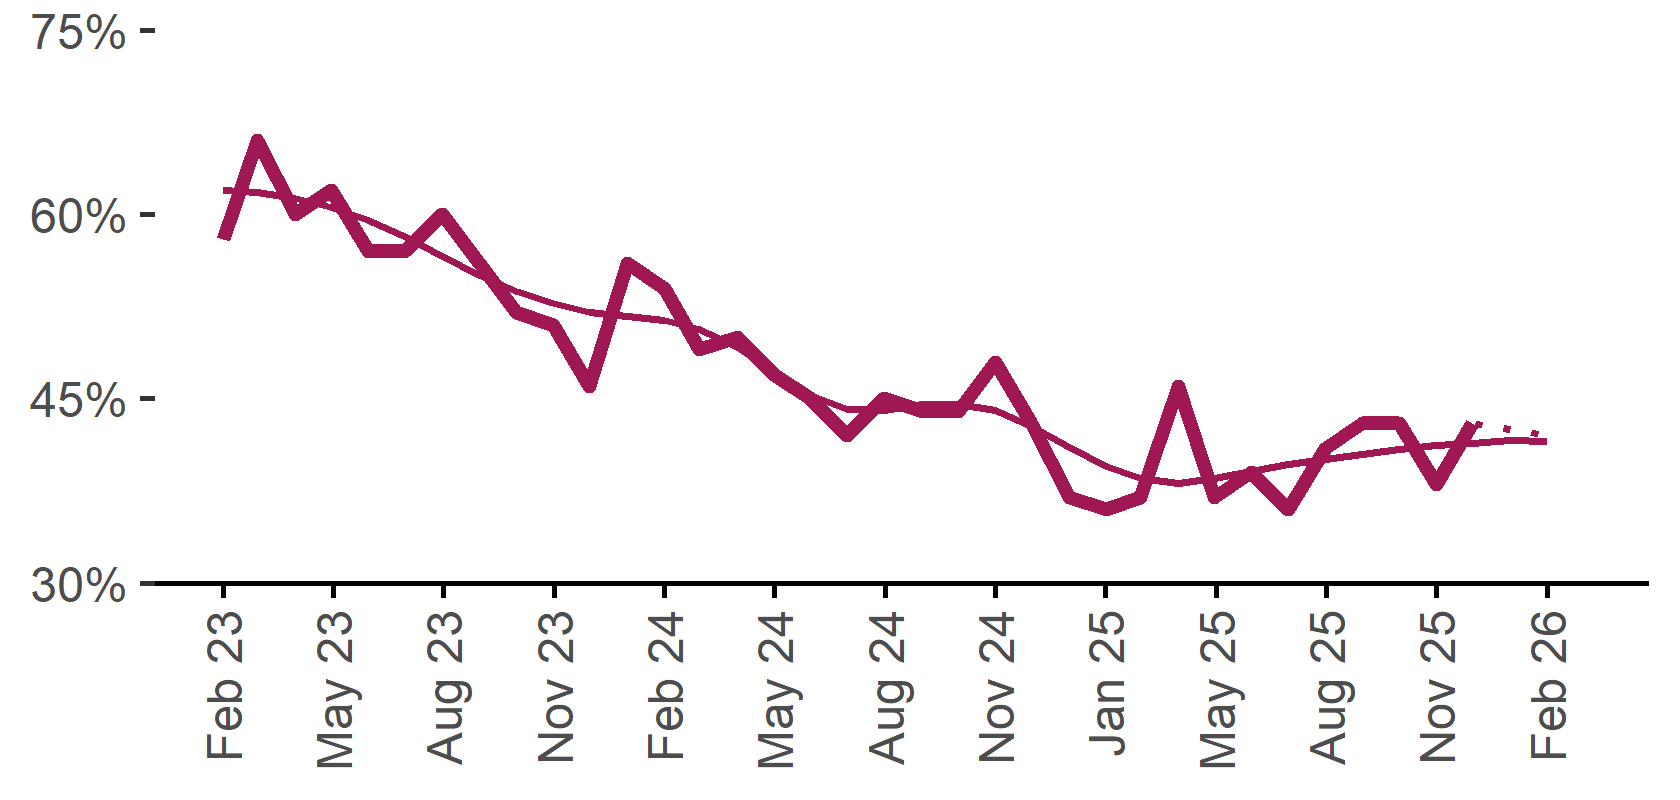 75%
60%
45%
30%
Feb 23
May 23
Aug 23
Nov 23
Feb 24
May 24
Aug 24
Nov 24
Jan 25
May 25
Aug 25
Nov 25
Feb 26